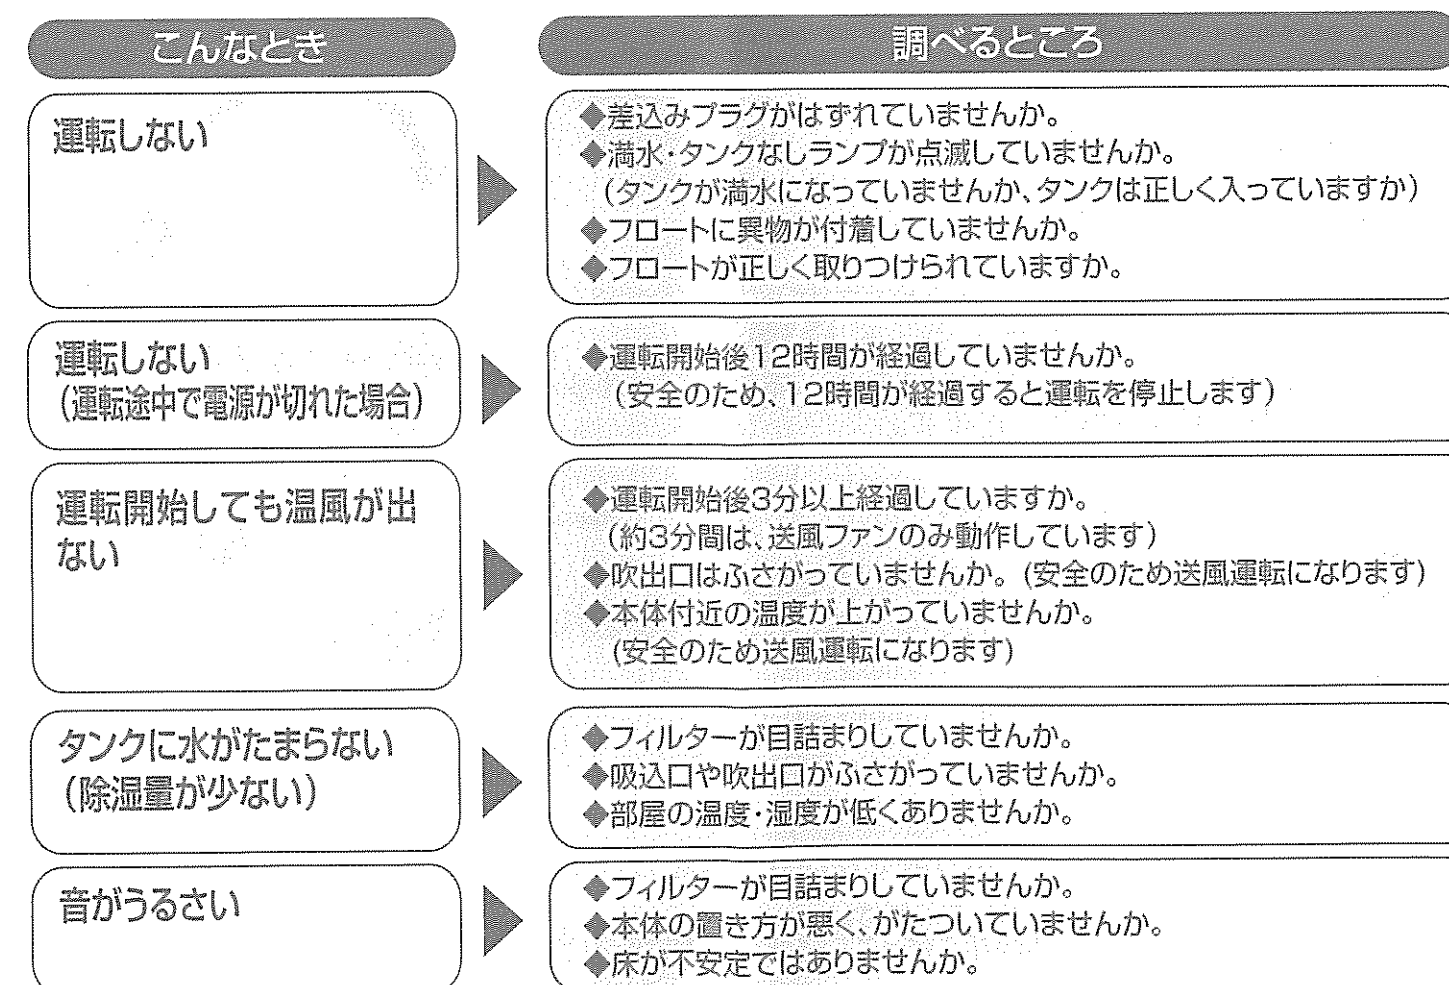 こんなとき
調べるところ
運転しない
◆差込みプラグがはずれていませんか。
◆満水・タンクなしランプが点滅していませんか。
(タンクが満水になっていませんか、タンクは正しく入っていますか)
◆フロートに異物が付着していませんか。
◆フロートが正しく取りつけられていますか。
運転しない
(運転途中で電源が切れた場合)
◆運転開始後12時間が経過していませんか。
(安全のため、12時間が経過すると運転を停止します)
運転開始しても温風が出
ない
◆運転開始後3分以上経過していますか。
(約3分間は、送風ファンのみ動作しています)
◆吹出口はふさがっていませんか。(安全のため送風運転になります)
◆本体付近の温度が上がっていませんか。
(安全のため送風運転になります)
タンクに水がたまらない
(除湿量が少ない)
◆フィルターが目詰まりしていませんか。
◆吸込口や吹出口がふさがっていませんか。
◆部屋の温度・湿度が低くありませんか。
音がうるさい
◆フィルターが目詰まりしていませんか。
◆本体の置き方が悪く、がたついていませんか。
◆床が不安定ではありませんか。